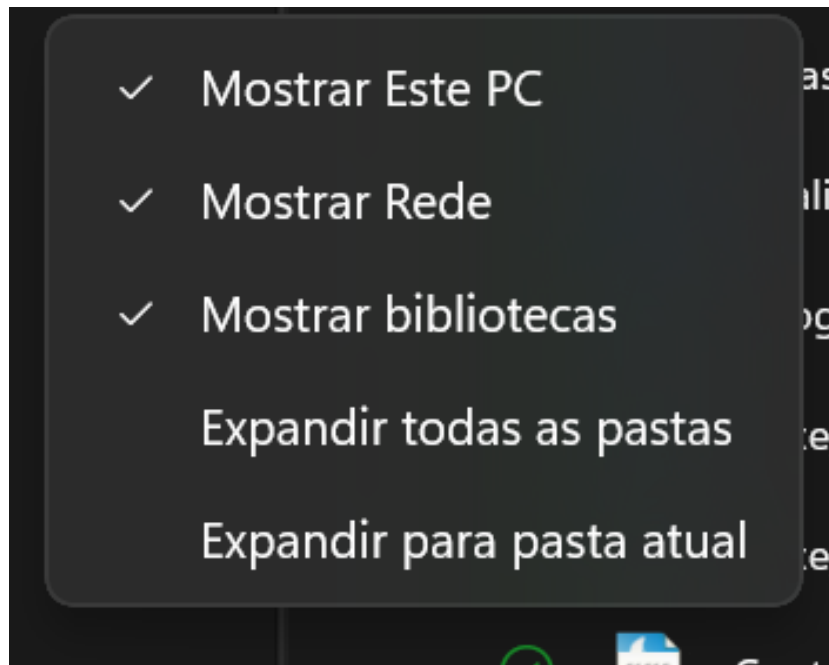 Mostrar Este PC
Mostrar Rede
Mostrar bibliotecas
Expandir todas as pastas
Expandir para pasta atual